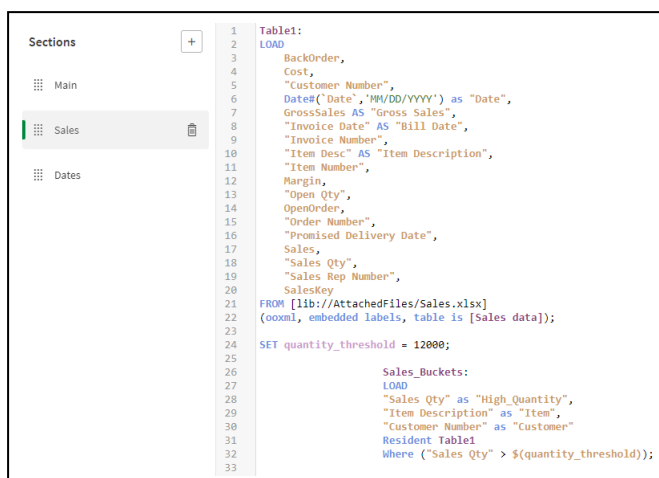 Sections
+
Main
Sales
Dates
1 Table1:
2 LOAD
3 BackOrder,
4 Cost,
5 "Customer Number",
6 Date#(`Date`,'MM/DD/YYYY') as "Date",
7 GrossSales AS "Gross Sales",
8 "Invoice Date" AS "Bill Date",
9 "Invoice Number",
10 "Item Desc" AS "Item Description",
11 "Item Number",
12 Margin,
13 "Open Qty",
14 OpenOrder,
15 "Order Number",
16 "Promised Delivery Date",
17 Sales,
18 "Sales Qty",
19 "Sales Rep Number",
20 SalesKey
21 FROM [lib://AttachedFiles/Sales.xlsx]
22 (ooxml, embedded labels, table is [Sales data]);
23
24 SET quantity_threshold = 12000;
25
26 Sales_Buckets:
27 LOAD
28 "Sales Qty" as "High_Quantity",
29 "Item Description" as "Item",
30 "Customer Number" as "Customer"
31 Resident Table1
32 Where ("Sales Qty" > $(quantity_threshold));
33